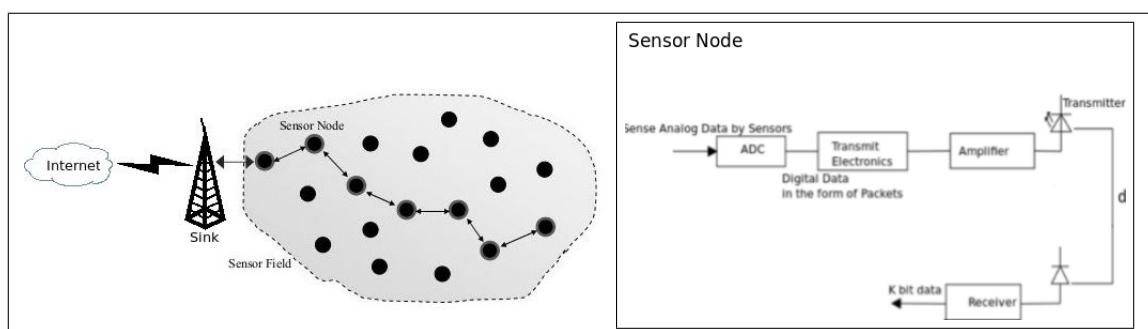 Sensor Node
Internet
Sink
Sensor Field
Sensor Node
Transmitter
Sense Analog Data by Sensors
ADC
Transmit
Electronics
Amplifier
Digital Data
in the form of Packets
d
K bit data
Receiver